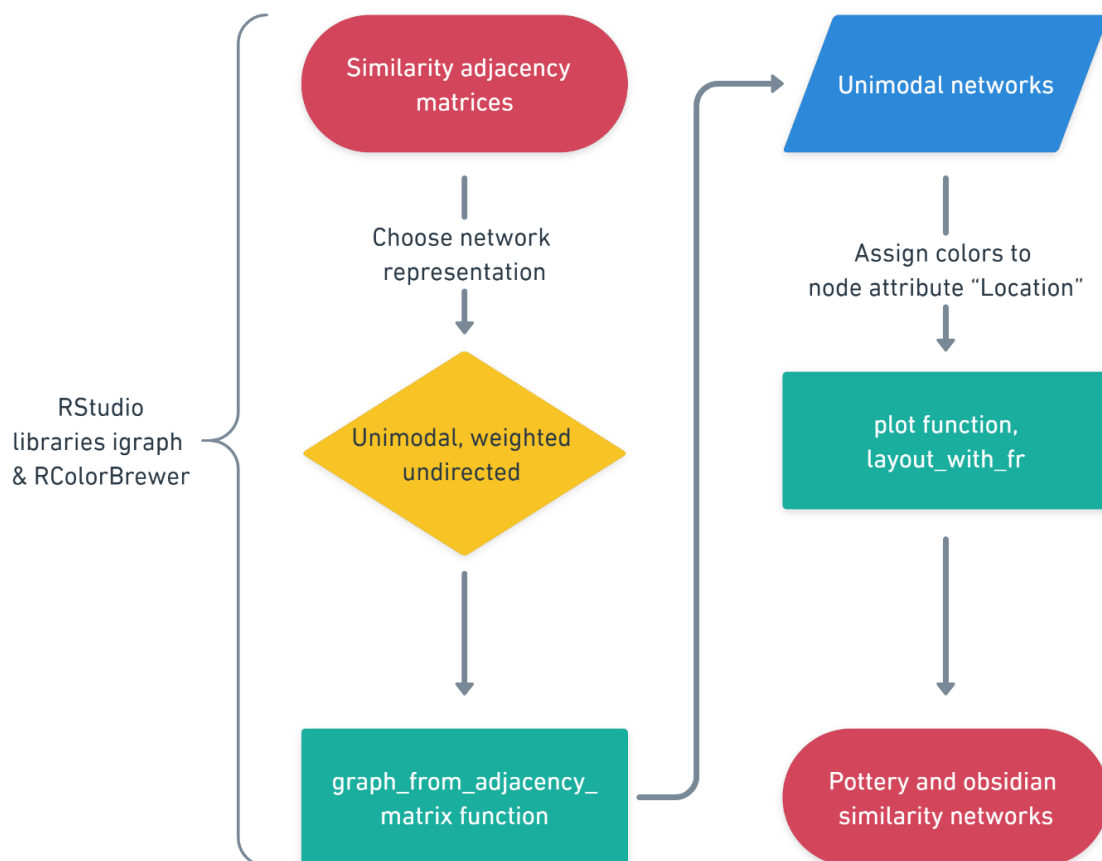 RStudio
libraries igraph
& RColorBrewer
Similarity adjacency
matrices
Choose network
representation
Unimodal, weighted
undirected
graph_from_adjacency_
matrix function
Unimodal networks
Assign colors to
node attribute “Location”
plot function,
layout_with_fr
Pottery and obsidian
similarity networks